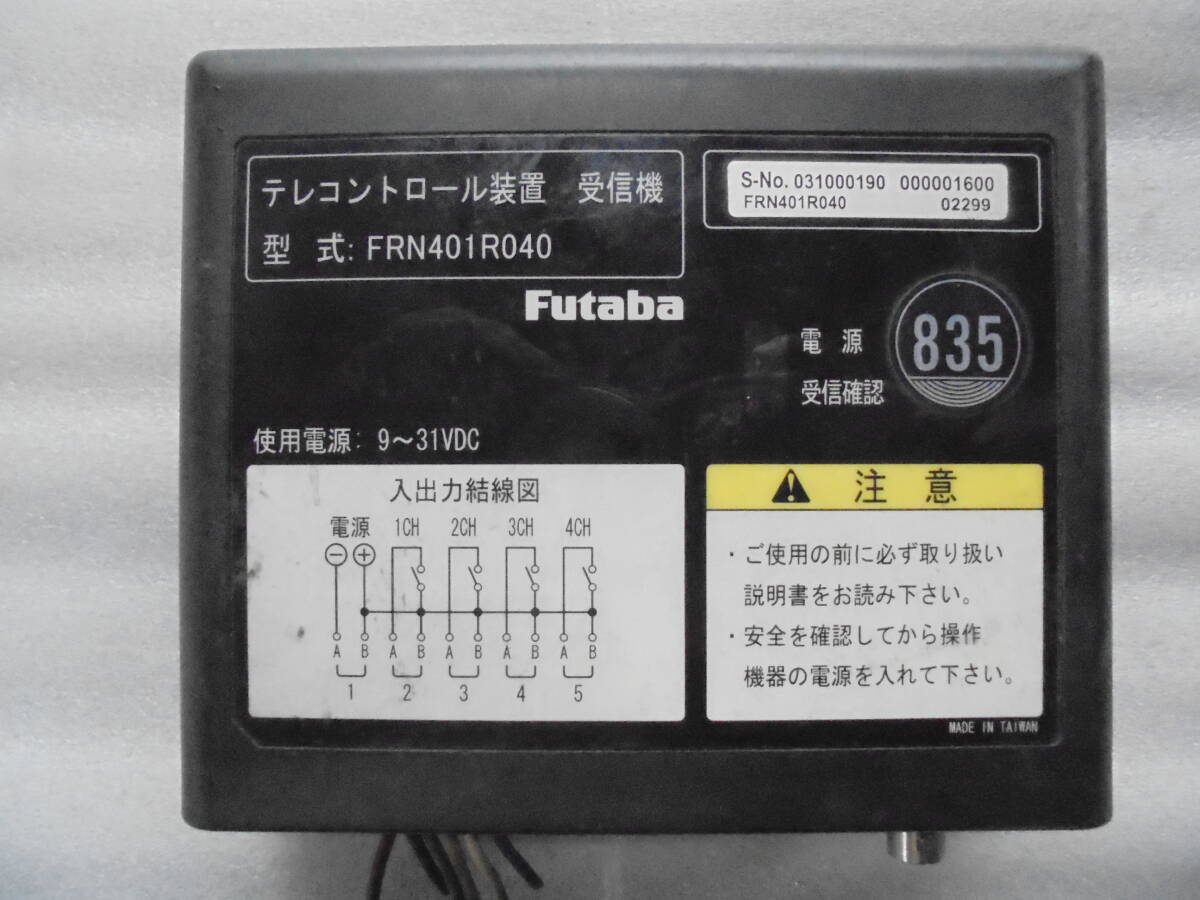 テレコントロール装置 受信機
型 式: FRN401R040
S-No. 031000190 000001600
FRN401R040 02299
Futaba
電 源
受信確認
835
使用電源: 9～31VDC
入出力結線図
電源 1CH 2CH 3CH 4CH
− +
A B A B A B A B A B
1 2 3 4 5
注 意
・ご使用の前に必ず取り扱い
説明書をお読み下さい。
・安全を確認してから操作
機器の電源を入れて下さい。
MADE IN TAIWAN